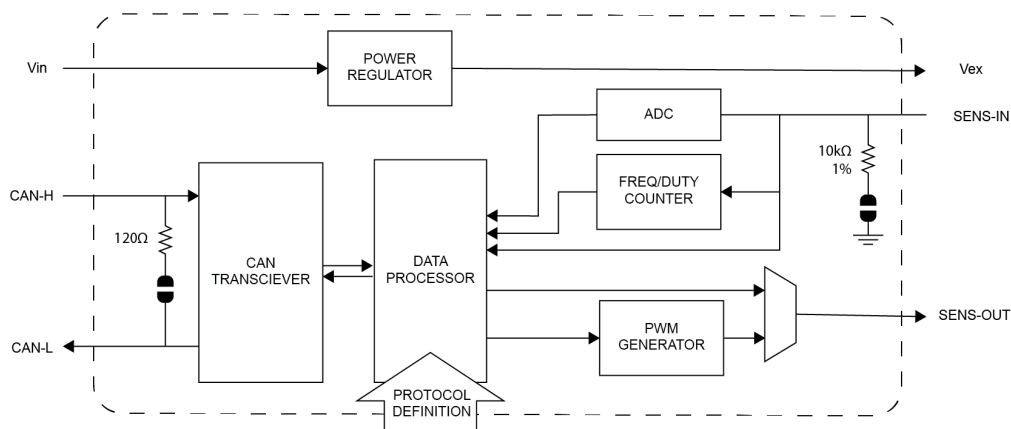 Vin
POWER
REGULATOR
Vex
ADC
SENS-IN
10kΩ
1%
FREQ/DUTY
COUNTER
CAN-H
120Ω
CAN
TRANSCIEVER
DATA
PROCESSOR
CAN-L
PWM
GENERATOR
SENS-OUT
PROTOCOL
DEFINITION